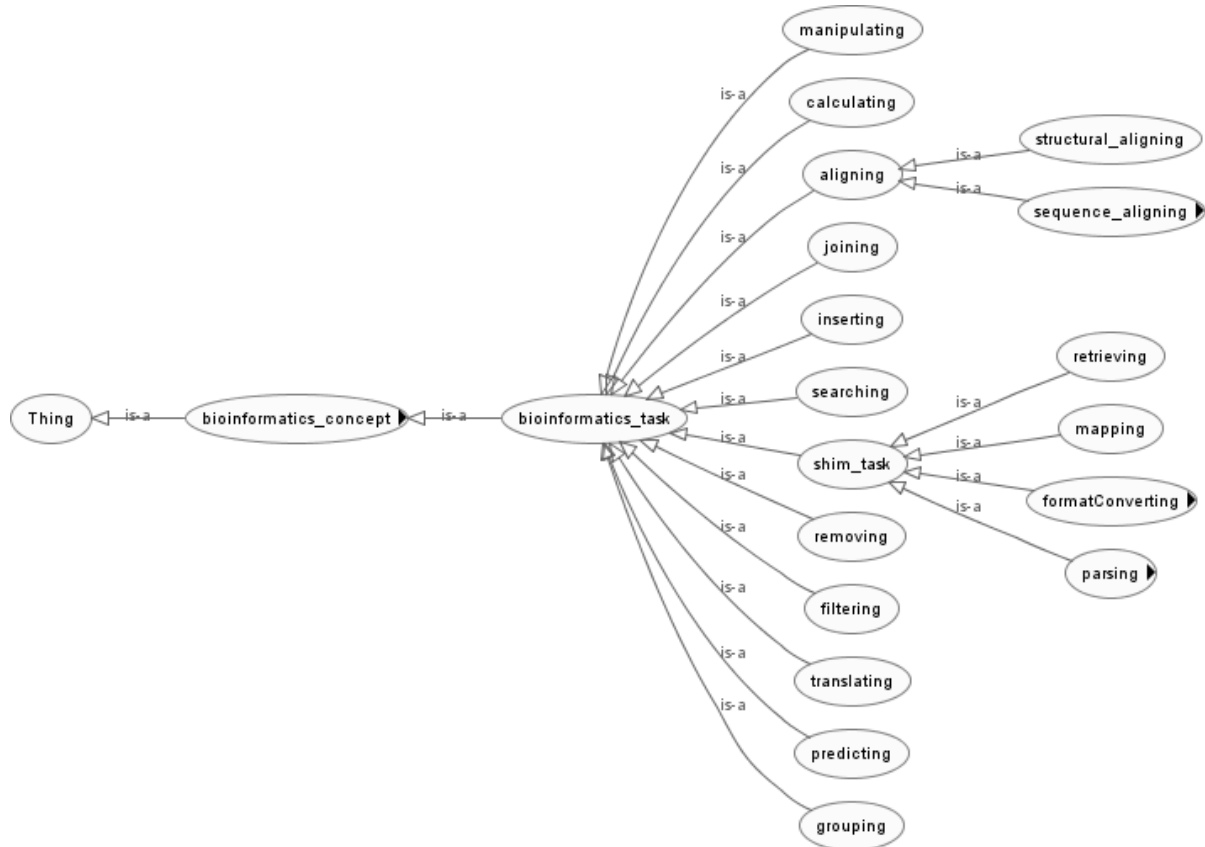 manipulating
is-a
calculating
is-a
structural_aligning
is-a
aligning
is-a
sequence_aligning
is-a
joining
is-a
inserting
is-a
retrieving
is-a
searching
is-a
Thing
is-a
bioinformatics_concept
is-a
bioinformatics_task
is-a
mapping
is-a
shim_task
is-a
formatConverting
is-a
removing
is-a
parsing
is-a
filtering
is-a
translating
is-a
predicting
is-a
grouping